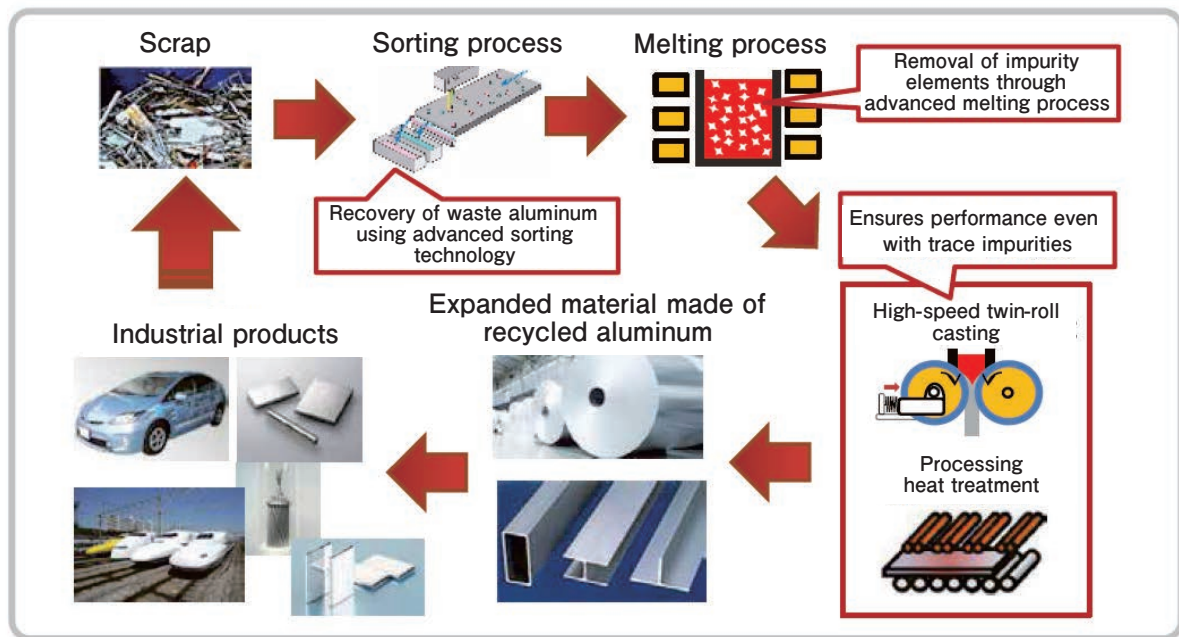 Scrap
Sorting process
Melting process
Removal of impurity
elements through
advanced melting process
Recovery of waste aluminum
using advanced sorting
technology
Ensures performance even
with trace impurities
High-speed twin-roll
casting
Processing
heat treatment
Expanded material made of
recycled aluminum
Industrial products